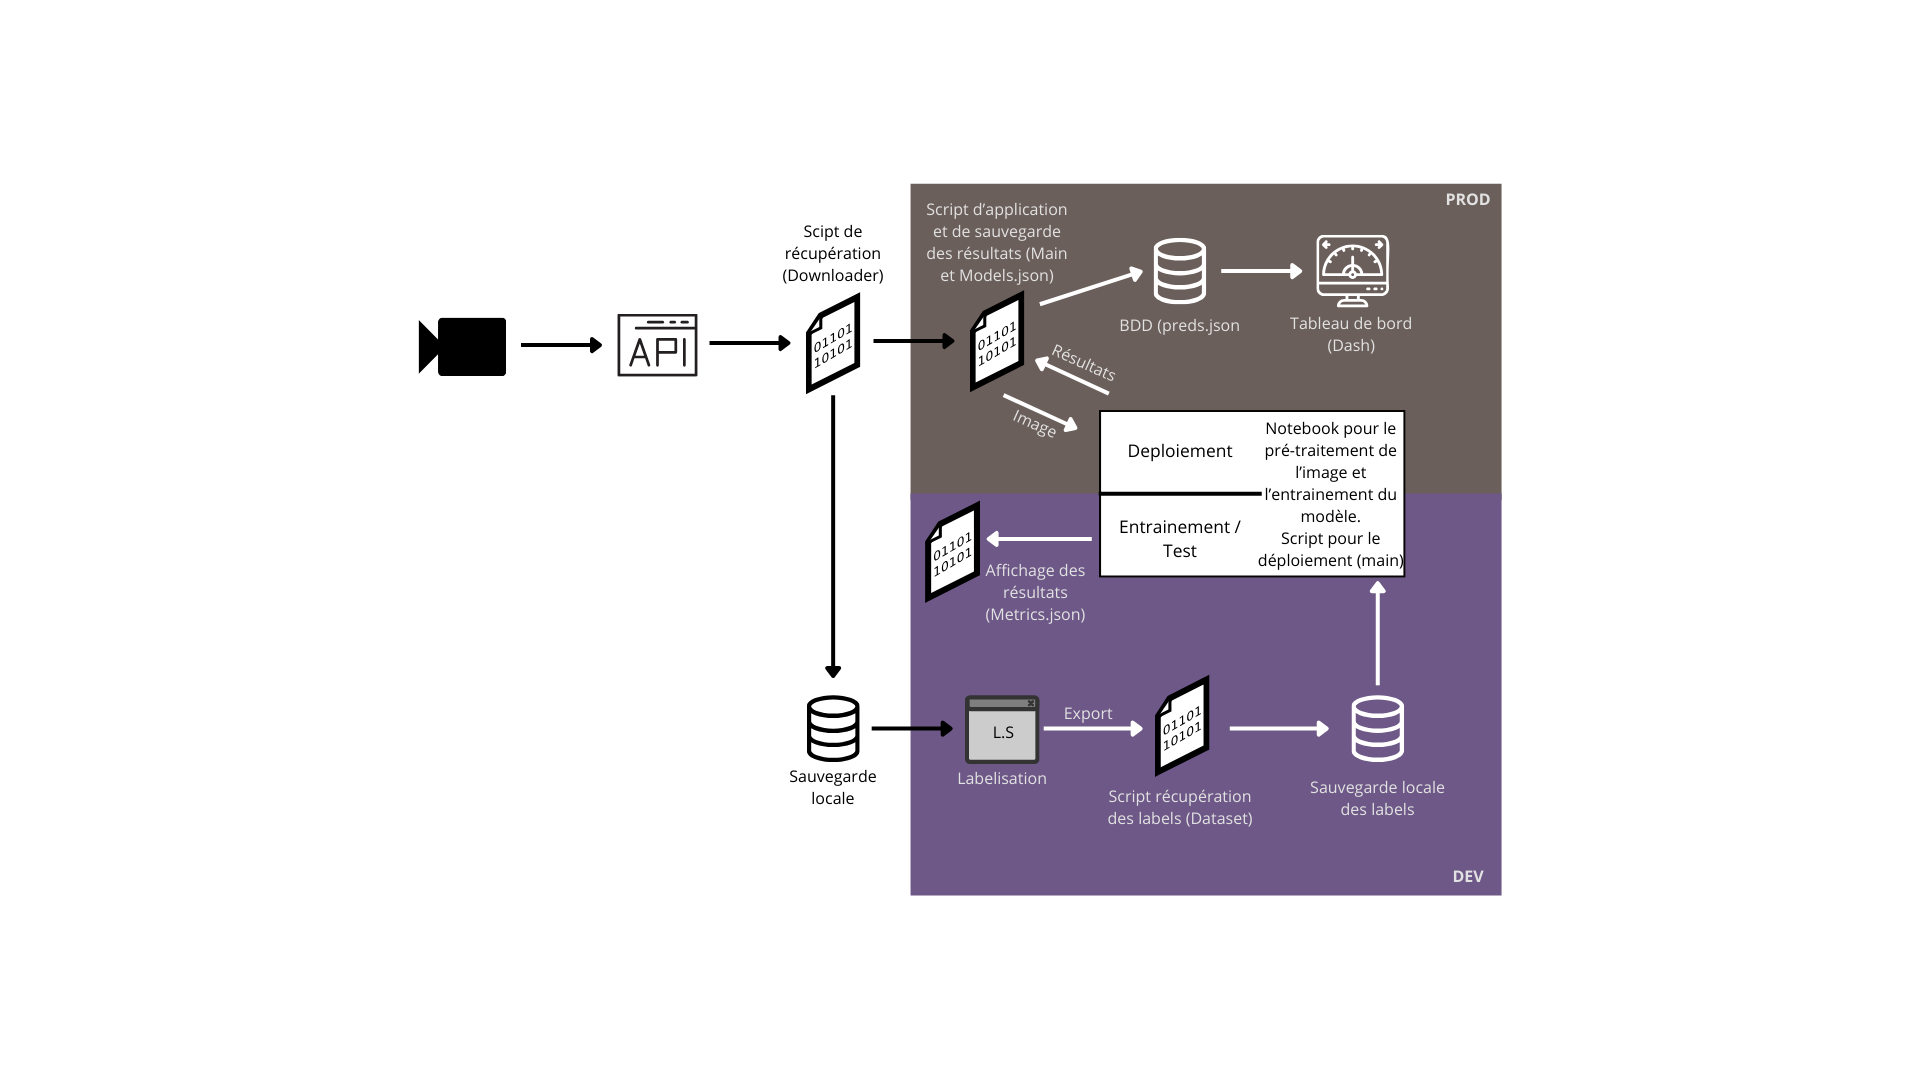 PROD
Script d’application
et de sauvegarde
des résultats (Main
et Models.json)
Scipt de
récupération
(Downloader)
API
01101
10101
01101
10101
BDD (preds.json
Tableau de bord
(Dash)
Résultats
Image
Deploiement
Entrainement /
Test
Notebook pour le
pré-traitement de
l’image et
l’entrainement du
modèle.
Script pour le
déploiement (main)
01101
10101
Affichage des
résultats
(Metrics.json)
Sauvegarde
locale
L.S
Labelisation
Export
01101
10101
Script récupération
des labels (Dataset)
Sauvegarde locale
des labels
DEV